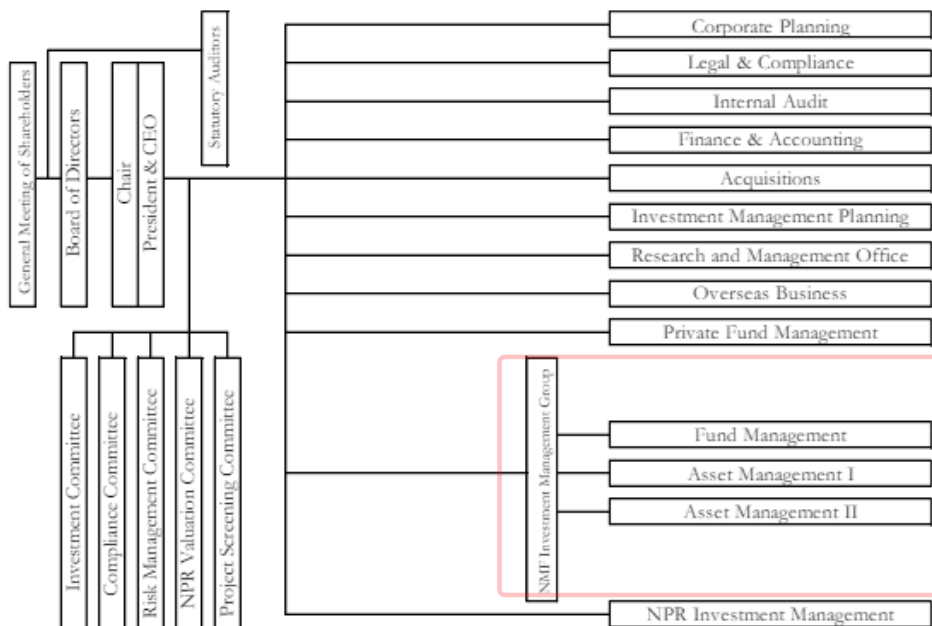 General Meeting of Shareholders
Board of Directors
Chair
President & CEO
Statutory Auditors
Investment Committee
Compliance Committee
Risk Management Committee
NPR Valuation Committee
Project Screening Committee
Corporate Planning
Legal & Compliance
Internal Audit
Finance & Accounting
Acquisitions
Investment Management Planning
Research and Management Office
Overseas Business
Private Fund Management
NMF Investment Management Group
Fund Management
Asset Management I
Asset Management II
NPR Investment Management